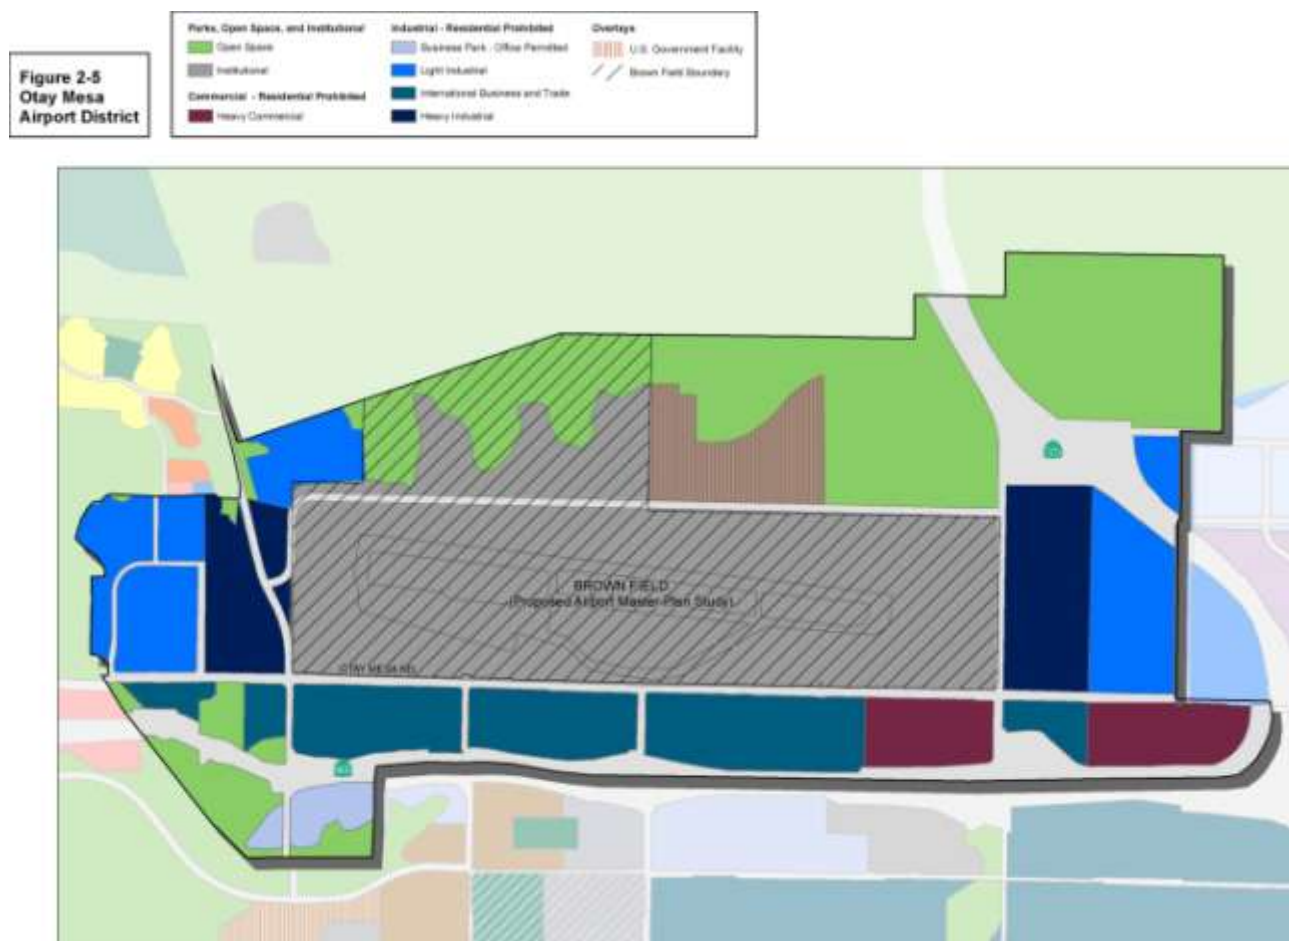 Figure 2-5
Otay Mesa
Airport District
Parks, Open Space, and Institutional
Open Space
Institutional
Commercial - Residential Prohibited
Heavy Commercial
Industrial - Residential Prohibited
Business Park - Office Permitted
Light Industrial
International Business and Trade
Heavy Industrial
Overlays
U.S. Government Facility
Brown Field Boundary
BROWN FIELD
(Proposed Airport Master Plan Study)
OTAY MESA RD.